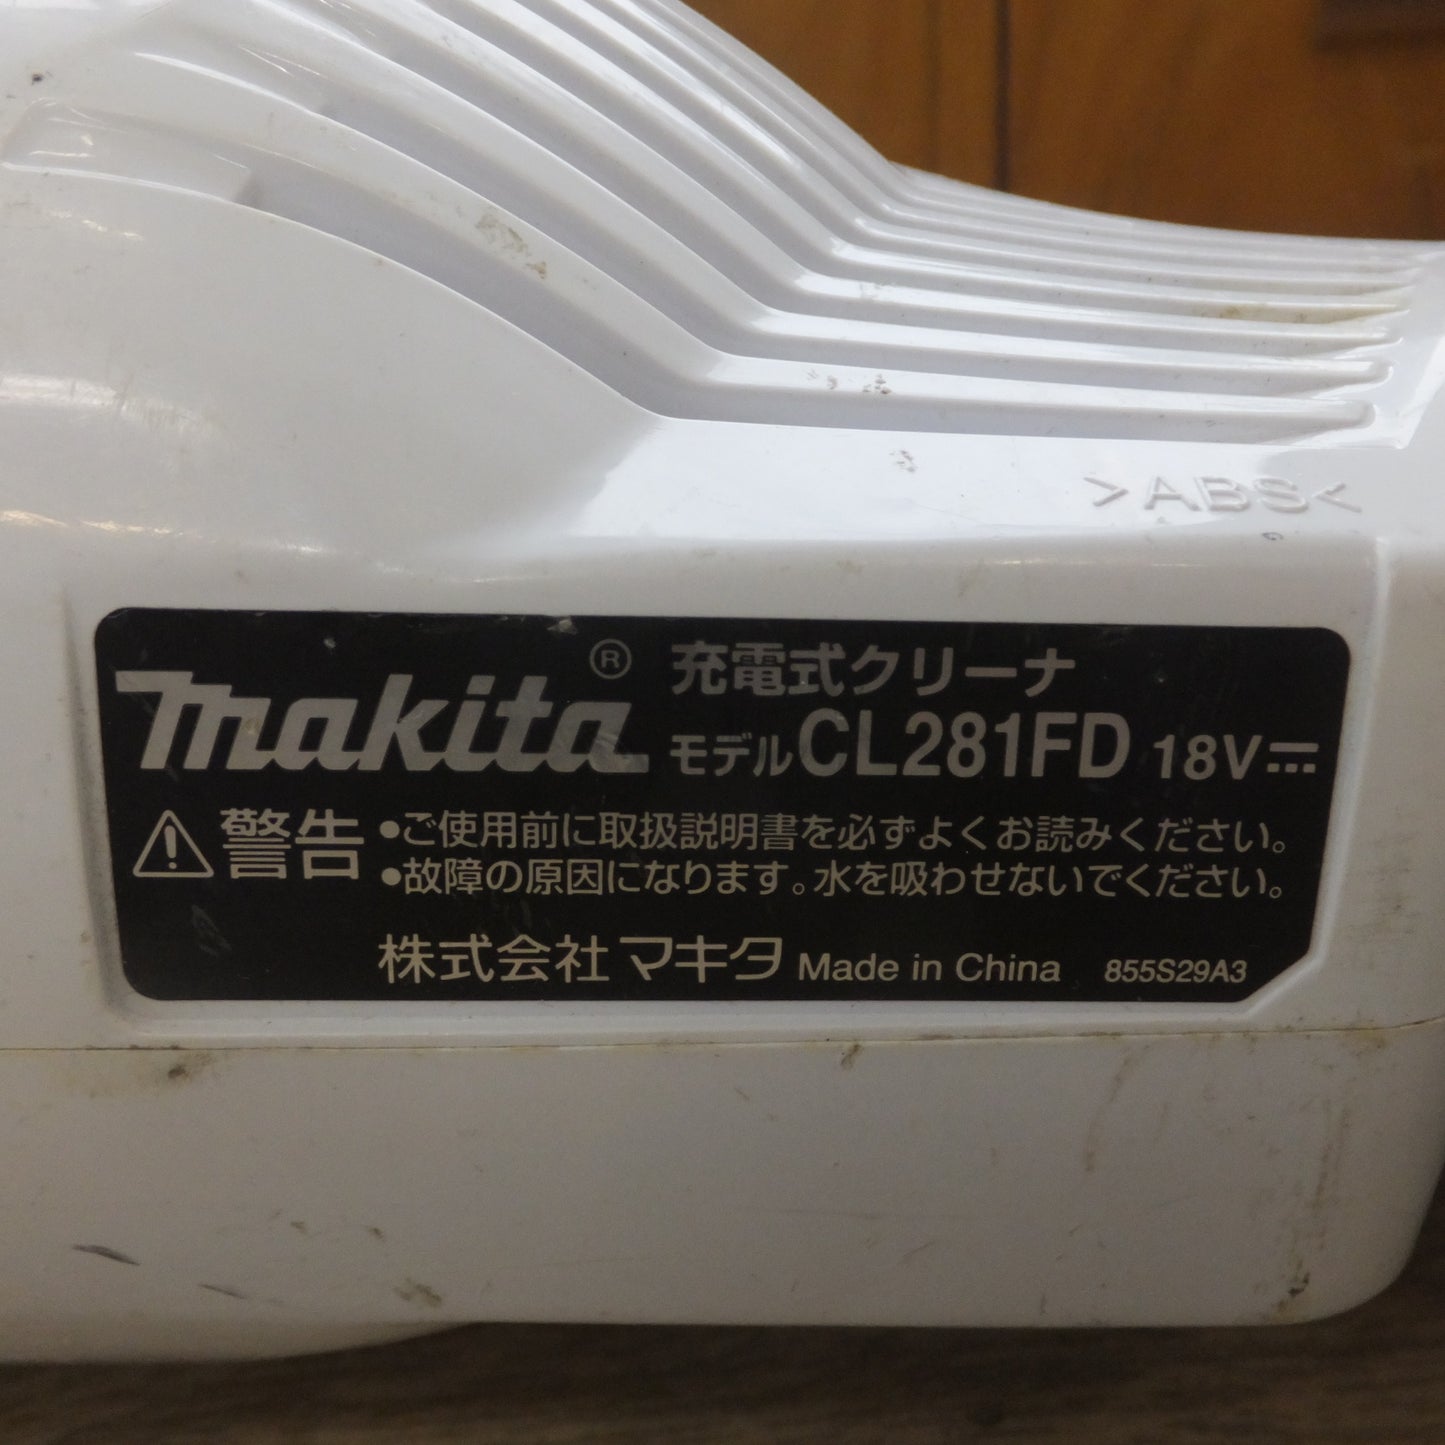 >ABS<
makita® 充電式クリーナ
モデルCL281FD 18V⎓
⚠警告 •ご使用前に取扱説明書を必ずよくお読みください。
•故障の原因になります。水を吸わせないでください。
株式会社マキタ Made in China 855S29A3